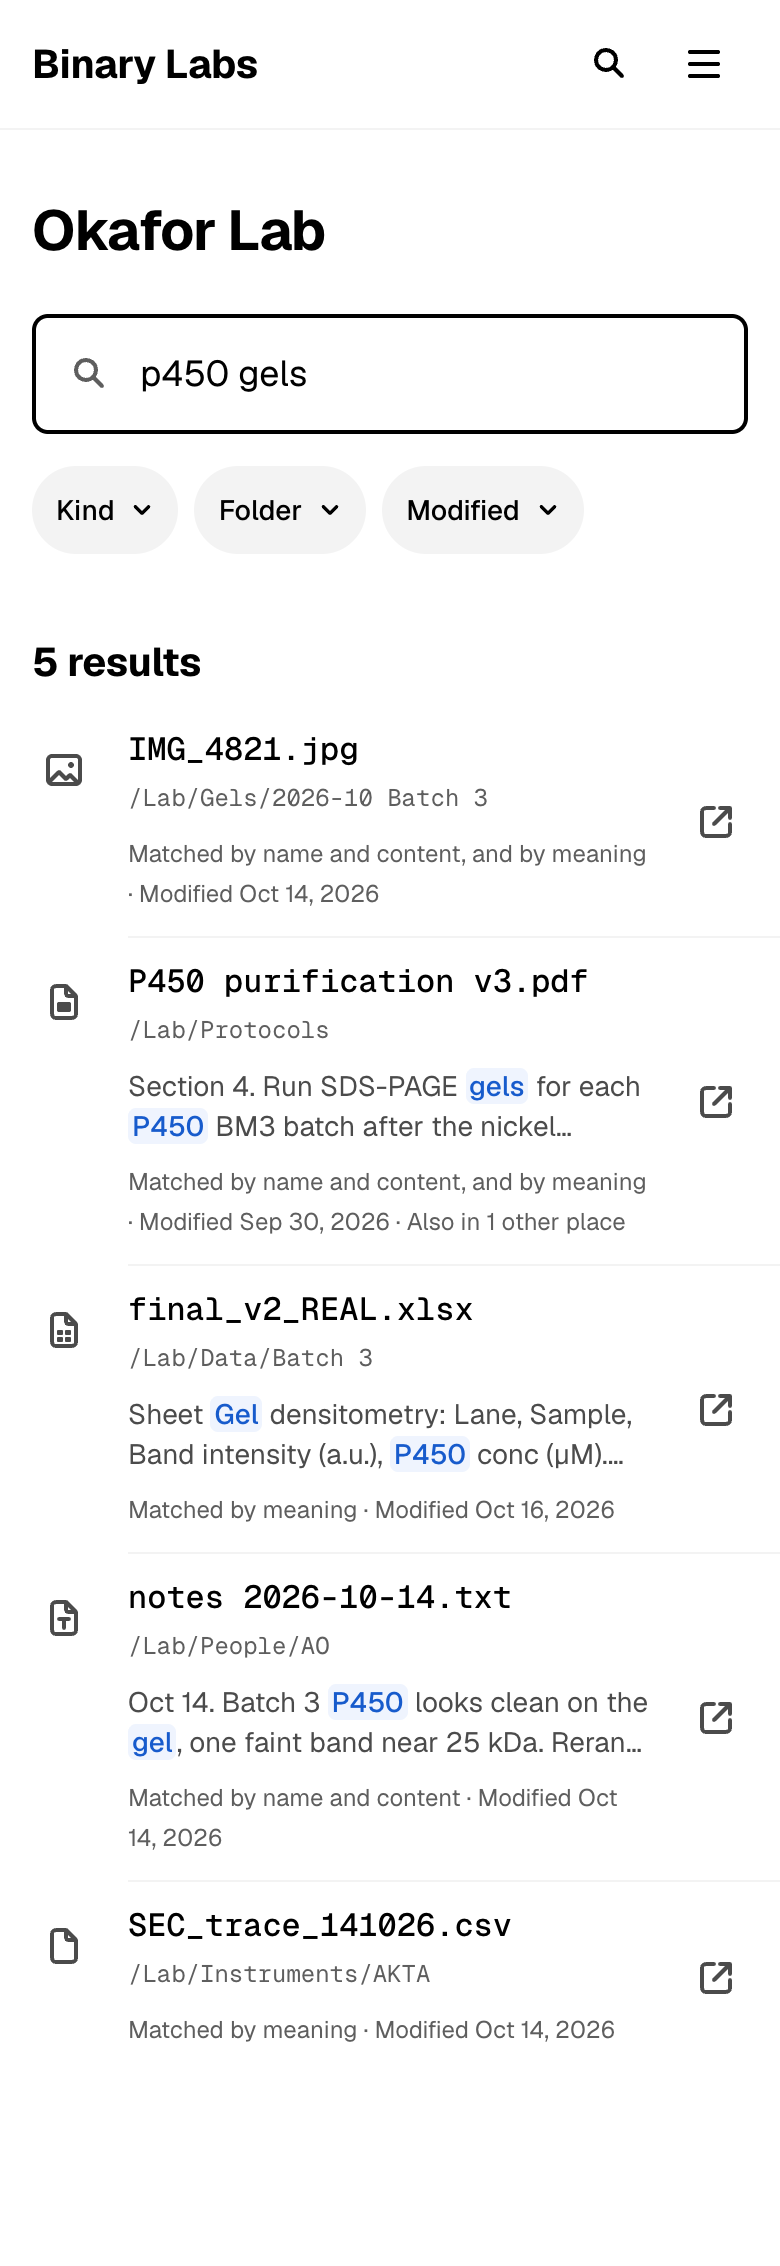 Binary Labs
Okafor Lab
p450 gels
Kind
Folder
Modified
5 results
IMG_4821.jpg
/Lab/Gels/2026-10 Batch 3
Matched by name and content, and by meaning
· Modified Oct 14, 2026
P450 purification v3.pdf
/Lab/Protocols
Section 4. Run SDS-PAGE gels for each
P450 BM3 batch after the nickel…
Matched by name and content, and by meaning
· Modified Sep 30, 2026 · Also in 1 other place
final_v2_REAL.xlsx
/Lab/Data/Batch 3
Sheet Gel densitometry: Lane, Sample,
Band intensity (a.u.), P450 conc (µM).…
Matched by meaning · Modified Oct 16, 2026
notes 2026-10-14.txt
/Lab/People/AO
Oct 14. Batch 3 P450 looks clean on the
gel, one faint band near 25 kDa. Reran…
Matched by name and content · Modified Oct
14, 2026
SEC_trace_141026.csv
/Lab/Instruments/AKTA
Matched by meaning · Modified Oct 14, 2026